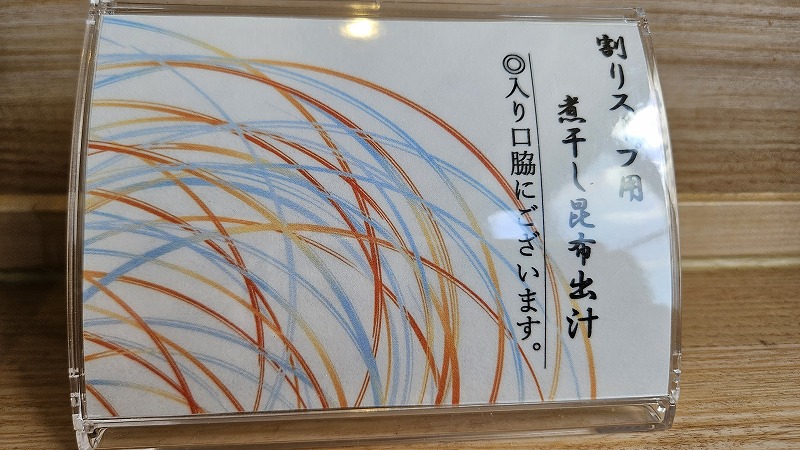 割りスープ用
煮干し昆布出汁
◎入り口脇にございます。